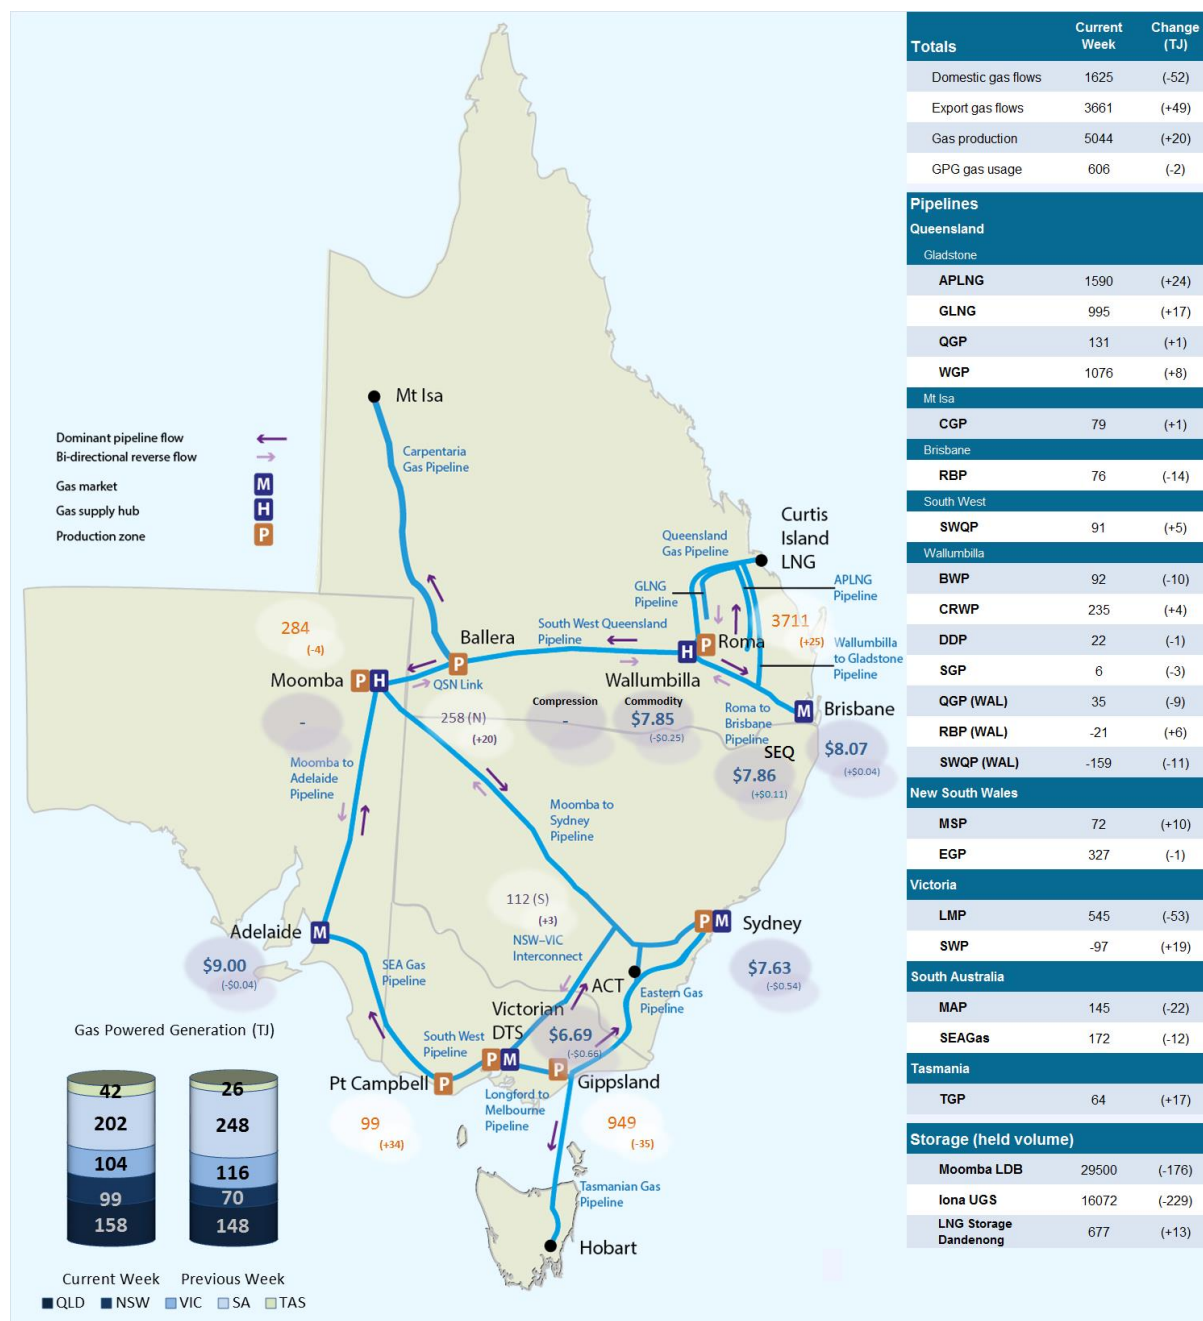 Totals Current Week Change (TJ)
Domestic gas flows 1625 (-52)
Export gas flows 3661 (+49)
Gas production 5044 (+20)
GPG gas usage 606 (-2)
Pipelines
Queensland
Gladstone
APLNG 1590 (+24)
GLNG 995 (+17)
QGP 131 (+1)
WGP 1076 (+8)
Mt Isa
CGP 79 (+1)
Brisbane
RBP 76 (-14)
South West
SWQP 91 (+5)
Wallumbilla
BWP 92 (-10)
CRWP 235 (+4)
DDP 22 (-1)
SGP 6 (-3)
QGP (WAL) 35 (-9)
RBP (WAL) -21 (+6)
SWQP (WAL) -159 (-11)
New South Wales
MSP 72 (+10)
EGP 327 (-1)
Victoria
LMP 545 (-53)
SWP -97 (+19)
South Australia
MAP 145 (-22)
SEAGas 172 (-12)
Tasmania
TGP 64 (+17)
Storage (held volume)
Moomba LDB 29500 (-176)
Iona UGS 16072 (-229)
LNG Storage
Dandenong 677 (+13)
Mt Isa
Carpentaria
Gas Pipeline
Dominant pipeline flow
Bi-directional reverse flow
Gas market M
Gas supply hub H
Production zone P
Curtis
Island
LNG
Queensland
Gas Pipeline
GLNG
Pipeline
APLNG
Pipeline
3711
(+25)
Wallumbilla
to Gladstone
Pipeline
284
(-4)
Ballera
P
South West Queensland
Pipeline
H P Roma
Moomba P H
QSN Link
Wallumbilla
-
258 (N)
(+20)
Compression
-
Commodity
$7.85
(-$0.25)
Roma to
Brisbane
Pipeline
M Brisbane
$8.07
(+$0.04)
SEQ
$7.86
(+$0.11)
Moomba to
Adelaide
Pipeline
Moomba to
Sydney
Pipeline
112 (S)
(+3)
NSW–VIC
Interconnect
P M Sydney
$7.63
(-$0.54)
Adelaide M
$9.00
(-$0.04)
SEA Gas
Pipeline
ACT
Eastern Gas
Pipeline
Victorian
DTS
$6.69
(-$0.66)
South West
Pipeline
P M
P
Gippsland
Pt Campbell P
99
(+34)
Longford to
Melbourne
Pipeline
949
(-35)
Tasmanian Gas
Pipeline
Hobart
Gas Powered Generation (TJ)
42 26
202 248
104 116
99 70
158 148
Current Week Previous Week
QLD NSW VIC SA TAS